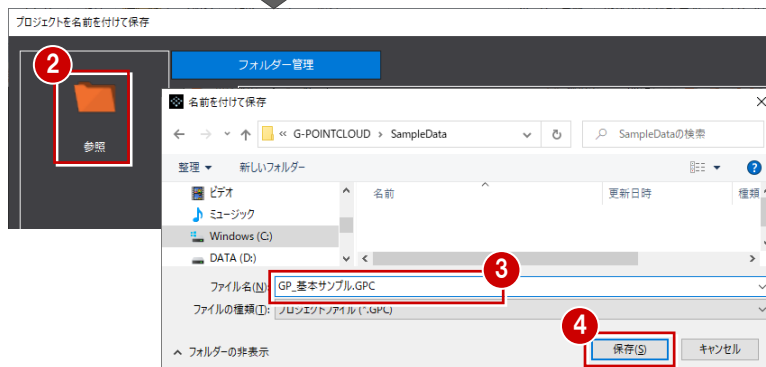 プロジェクトを名前を付けて保存
2
フォルダー管理
参照
名前を付けて保存
« G-POINTCLOUD › SampleData
SampleDataの検索
整理 新しいフォルダー
ビデオ
ミュージック
Windows (C:)
DATA (D:)
名前 更新日時 種類
3
ファイル名(N): GP_基本サンプル.GPC
ファイルの種類(T): プロジェクトファイル (*.GPC)
4
フォルダーの非表示
保存(S) キャンセル